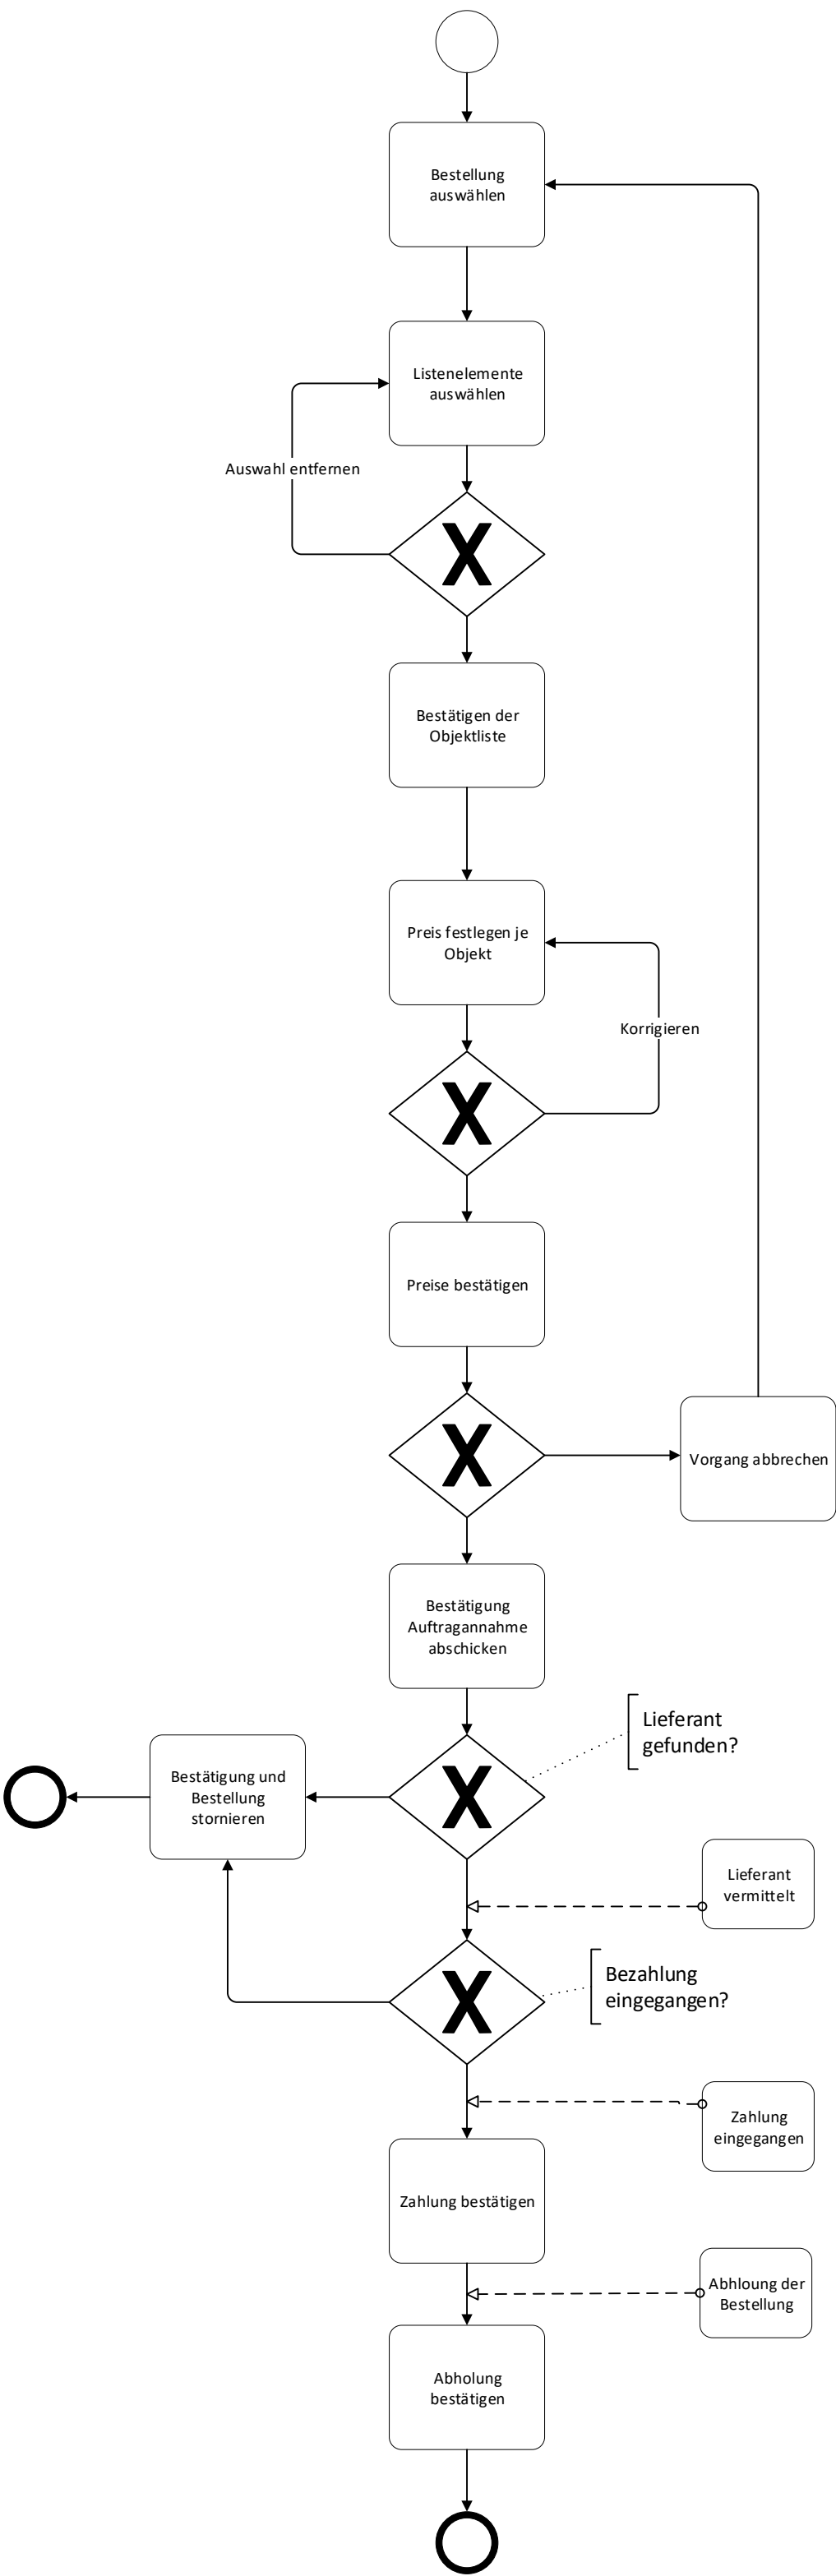 Bestellung
auswählen
Listenelemente
auswählen
Auswahl entfernen
X
Bestätigen der
Objektliste
Preis festlegen je
Objekt
Korrigieren
X
Preise bestätigen
X
Vorgang abbrechen
Bestätigung
Auftragannahme
abschicken
Lieferant
gefunden?
Bestätigung und
Bestellung
stornieren
X
Lieferant
vermittelt
Bezahlung
eingegangen?
X
Zahlung
eingegangen
Zahlung bestätigen
Abhloung der
Bestellung
Abholung
bestätigen